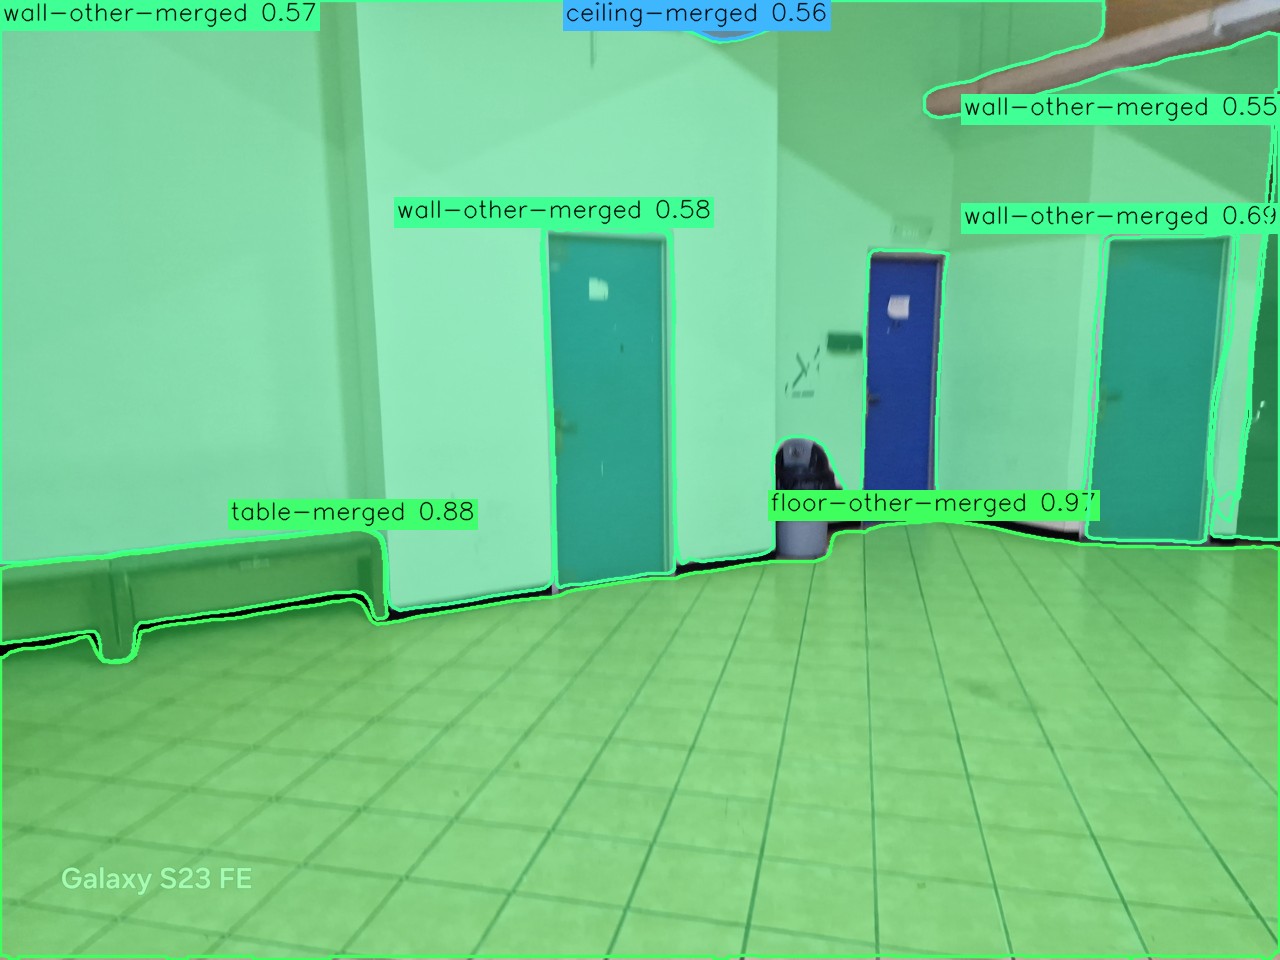 wall-other-merged 0.57
ceiling-merged 0.56
wall-other-merged 0.55
wall-other-merged 0.58
wall-other-merged 0.69
table-merged 0.88
floor-other-merged 0.97
Galaxy S23 FE